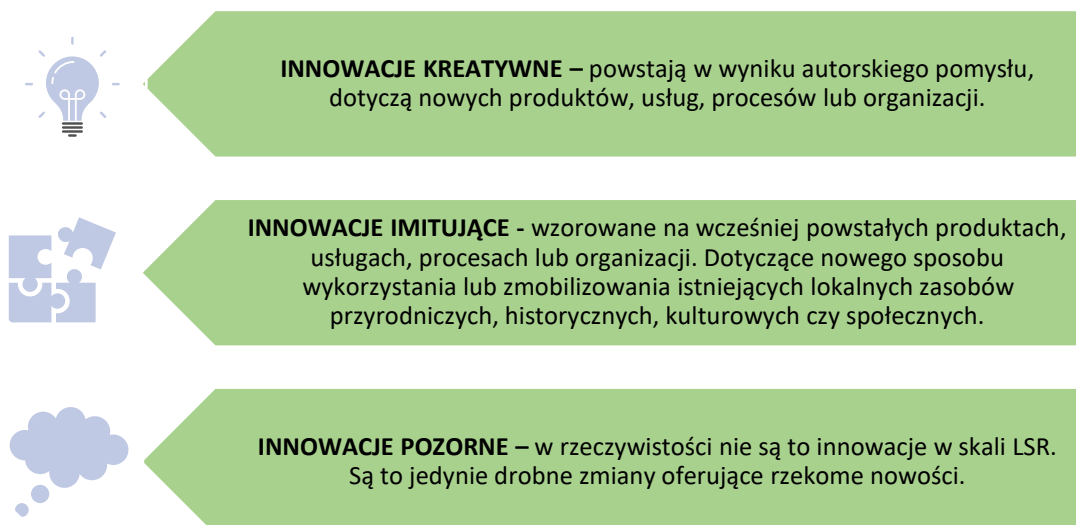 INNOWACJE KREATYWNE – powstają w wyniku autorskiego pomysłu,
dotyczą nowych produktów, usług, procesów lub organizacji.
INNOWACJE IMITUJĄCE - wzorowane na wcześniej powstałych produktach,
usługach, procesach lub organizacji. Dotyczące nowego sposobu
wykorzystania lub zmobilizowania istniejących lokalnych zasobów
przyrodniczych, historycznych, kulturowych czy społecznych.
INNOWACJE POZORNE – w rzeczywistości nie są to innowacje w skali LSR.
Są to jedynie drobne zmiany oferujące rzekome nowości.